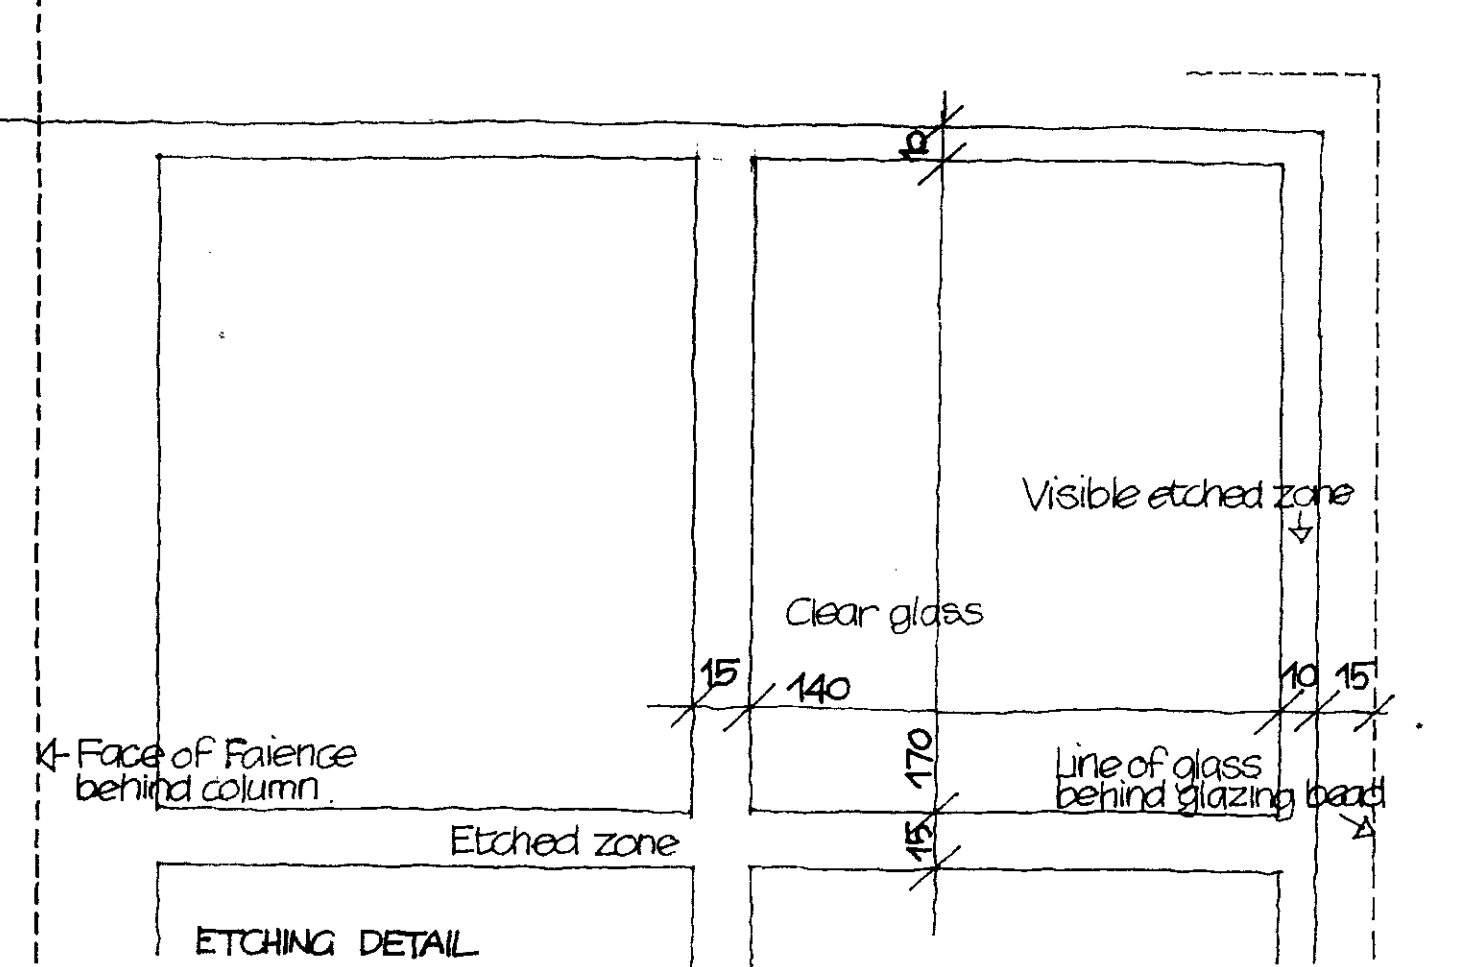 10
Visible etched zone
Clear glass
15
140
10
15
170
Face of Faience
behind column
Line of glass
behind glazing bead
Etched zone
15
ETCHING DETAIL